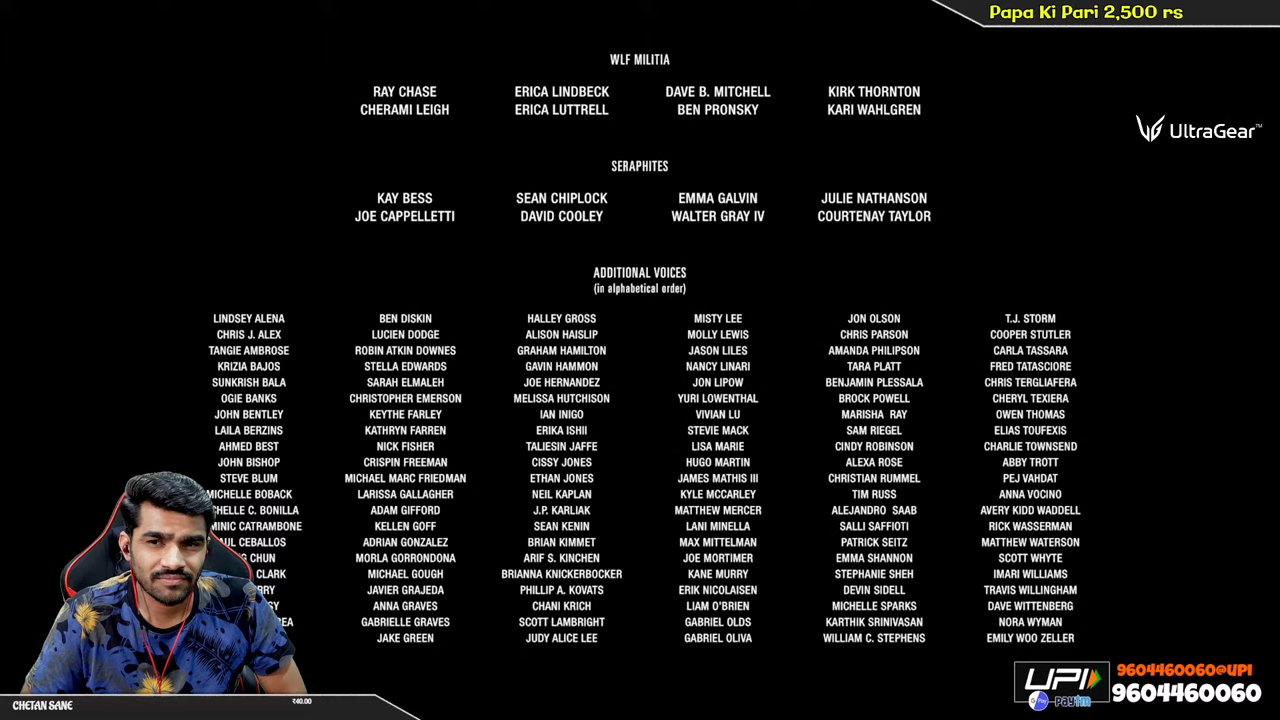 Papa Ki Pari 2,500 rs
WLF MILITIA
RAY CHASE ERICA LINDBECK DAVE B. MITCHELL KIRK THORNTON
CHERAMI LEIGH ERICA LUTTRELL BEN PRONSKY KARI WAHLGREN
UltraGear™
SERAPHITES
KAY BESS SEAN CHIPLOCK EMMA GALVIN JULIE NATHANSON
JOE CAPPELLETTI DAVID COOLEY WALTER GRAY IV COURTENAY TAYLOR
ADDITIONAL VOICES
(in alphabetical order)
LINDSEY ALENA BEN DISKIN HALLEY GROSS MISTY LEE JON OLSON T.J. STORM
CHRIS J. ALEX LUCIEN DODGE ALISON HAISLIP MOLLY LEWIS CHRIS PARSON COOPER STUTLER
TANGIE AMBROSE ROBIN ATKIN DOWNES GRAHAM HAMILTON JASON LILES AMANDA PHILIPSON CARLA TASSARA
KRIZIA BAJOS STELLA EDWARDS GAVIN HAMMON NANCY LINARI TARA PLATT FRED TATASCIORE
SUNKRISH BALA SARAH ELMALEH JOE HERNANDEZ JON LIPOW BENJAMIN PLESSALA CHRIS TERGLIAFERA
OGIE BANKS CHRISTOPHER EMERSON MELISSA HUTCHISON YURI LOWENTHAL BROCK POWELL CHERYL TEXIERA
JOHN BENTLEY KEYTHE FARLEY IAN INIGO VIVIAN LU MARISHA RAY OWEN THOMAS
LAILA BERZINS KATHRYN FARREN ERIKA ISHII STEVIE MACK SAM RIEGEL ELIAS TOUFEXIS
AHMED BEST NICK FISHER TALIESIN JAFFE LISA MARIE CINDY ROBINSON CHARLIE TOWNSEND
JOHN BISHOP CRISPIN FREEMAN CISSY JONES HUGO MARTIN ALEXA ROSE ABBY TROTT
STEVE BLUM MICHAEL MARC FRIEDMAN ETHAN JONES JAMES MATHIS III CHRISTIAN RUMMEL PEJ VAHDAT
MICHELLE BOBACK LARISSA GALLAGHER NEIL KAPLAN KYLE MCCARLEY TIM RUSS ANNA VOCINO
CHELLE C. BONILLA ADAM GIFFORD J.P. KARLIAK MATTHEW MERCER ALEJANDRO SAAB AVERY KIDD WADDELL
MINIC CATRAMBONE KELLEN GOFF SEAN KENIN LANI MINELLA SALLI SAFFIOTI RICK WASSERMAN
AUL CEBALLOS ADRIAN GONZALEZ BRIAN KIMMET MAX MITTELMAN PATRICK SEITZ MATTHEW WATERSON
CHUN MORLA GORRONDONA ARIF S. KINCHEN JOE MORTIMER EMMA SHANNON SCOTT WHYTE
CLARK MICHAEL GOUGH BRIANNA KNICKERBOCKER KANE MURRY STEPHANIE SHEH IMARI WILLIAMS
JAVIER GRAJEDA PHILLIP A. KOVATS ERIK NICOLAISEN DEVIN SIDELL TRAVIS WILLINGHAM
ANNA GRAVES CHANI KRICH LIAM O'BRIEN MICHELLE SPARKS DAVE WITTENBERG
GABRIELLE GRAVES SCOTT LAMBRIGHT GABRIEL OLDS KARTHIK SRINIVASAN NORA WYMAN
JAKE GREEN JUDY ALICE LEE GABRIEL OLIVA WILLIAM C. STEPHENS EMILY WOO ZELLER
UPI 9604460060@UPI
Pay paytm 9604460060
CHETAN SANE ₹40.00